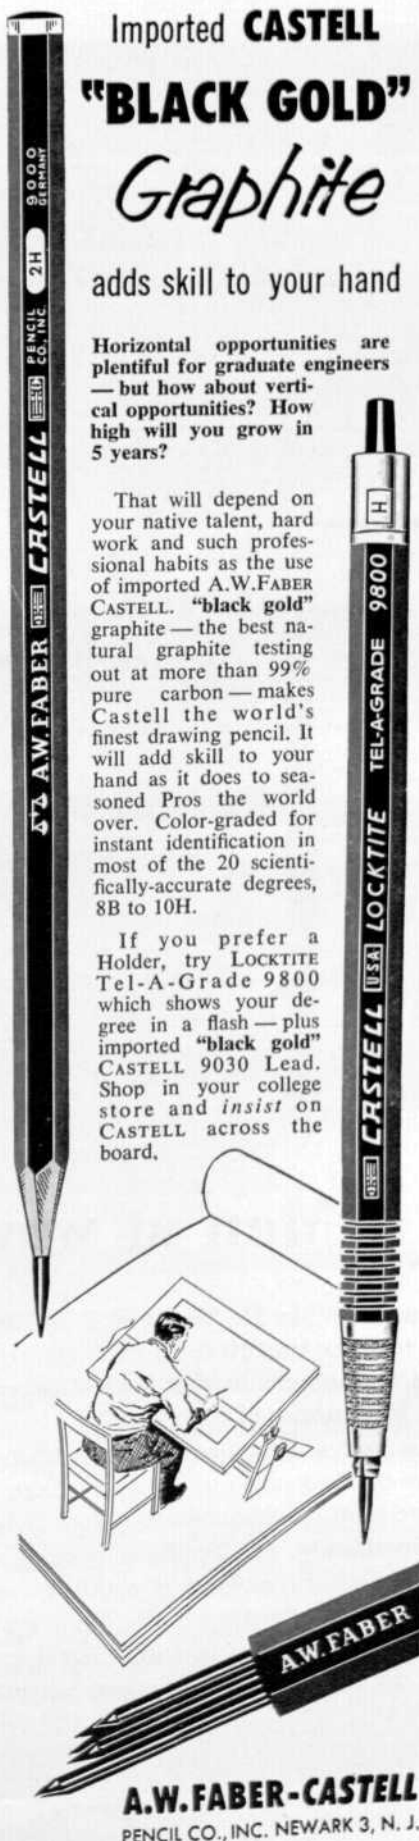 Imported CASTELL
"BLACK GOLD"
Graphite
adds skill to your hand
Horizontal opportunities are
plentiful for graduate engineers
— but how about verti-
cal opportunities? How
high will you grow in
5 years?
That will depend on
your native talent, hard
work and such profes-
sional habits as the use
of imported A.W.FABER
CASTELL. "black gold"
graphite — the best na-
tural graphite testing
out at more than 99%
pure carbon — makes
Castell the world's
finest drawing pencil. It
will add skill to your
hand as it does to sea-
soned Pros the world
over. Color-graded for
instant identification in
most of the 20 scienti-
fically-accurate degrees,
8B to 10H.
If you prefer a
Holder, try LOCKTITE
Tel-A-Grade 9800
which shows your de-
gree in a flash — plus
imported "black gold"
CASTELL 9030 Lead.
Shop in your college
store and insist on
CASTELL across the
board.
A.W.FABER CASTELL PENCIL CO., INC. 2H 9000 GERMANY
CASTELL USA LOCKTITE TEL-A-GRADE 9800
H
A.W.FABER
A.W.FABER-CASTELL
PENCIL CO., INC. NEWARK 3, N. J.